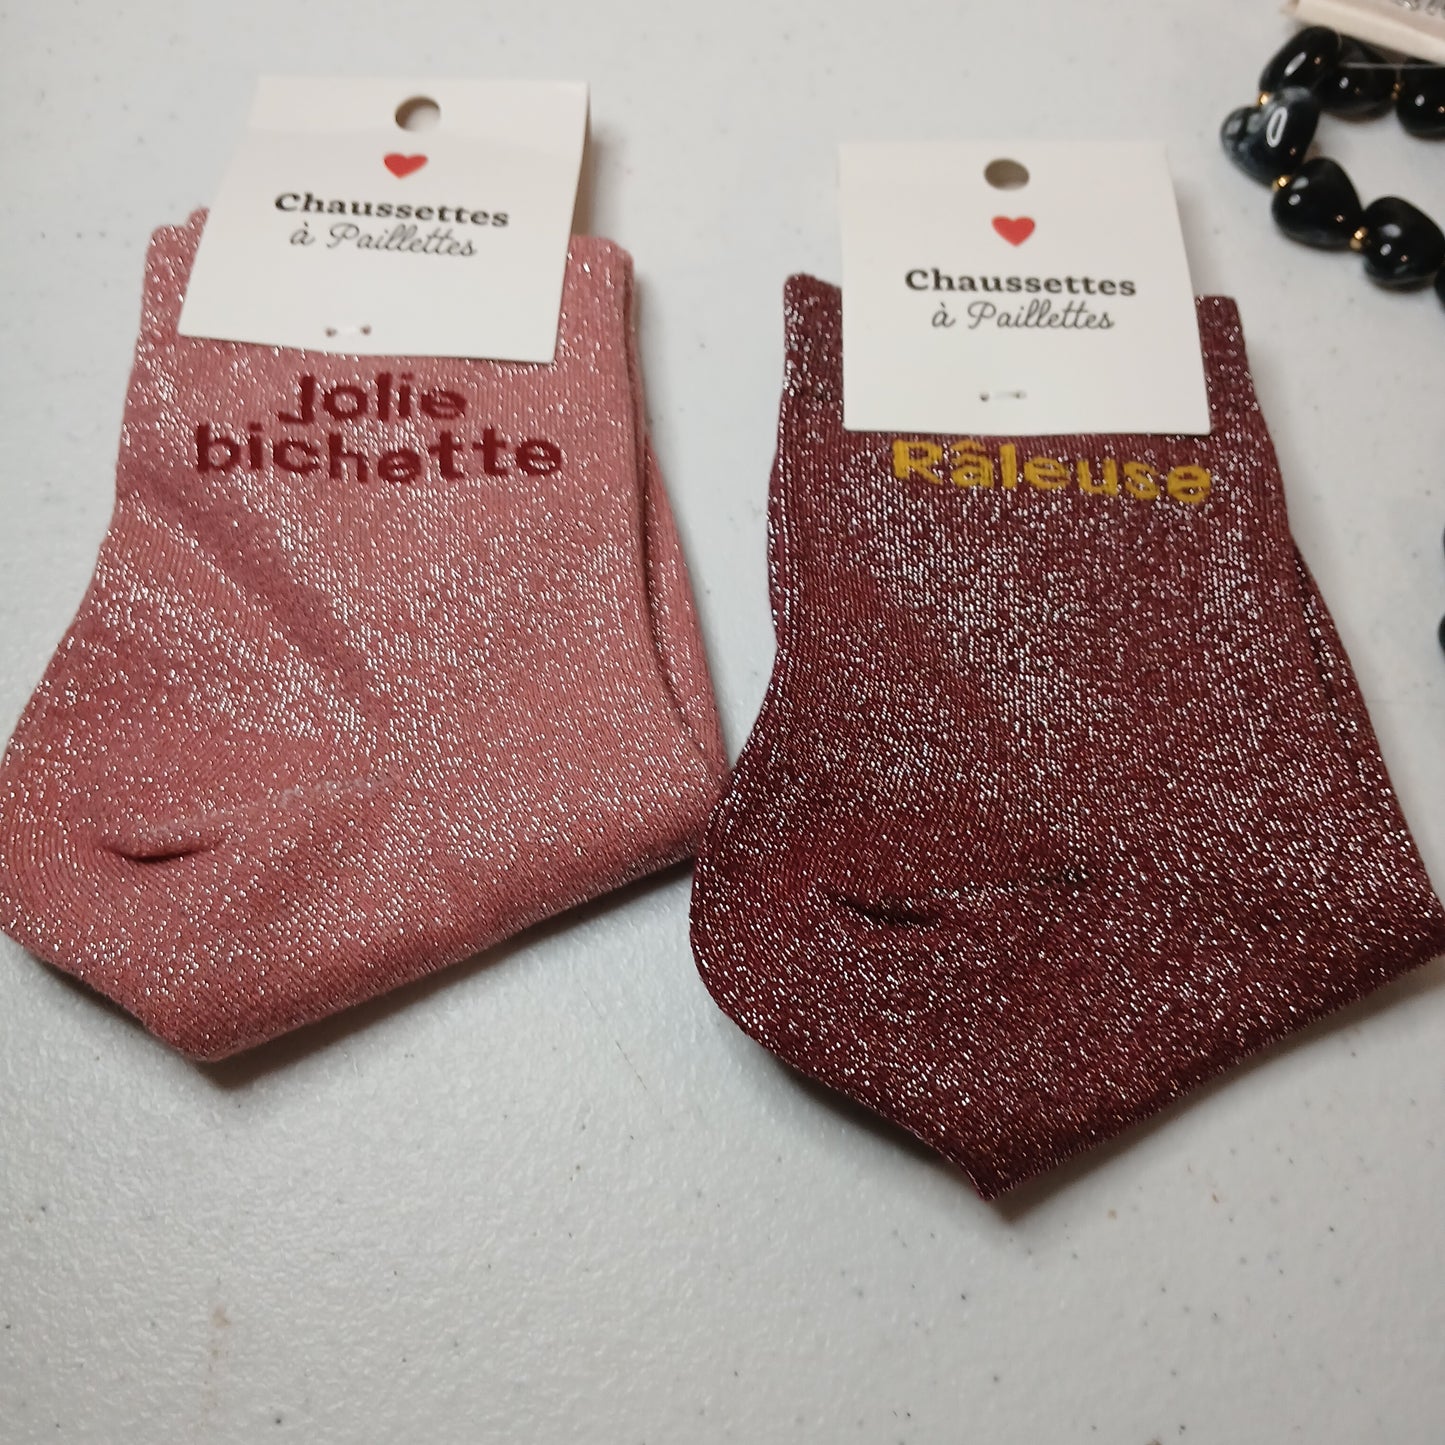 Chaussettes
à Paillettes
Jolie
bichette
Chaussettes
à Paillettes
Râleuse